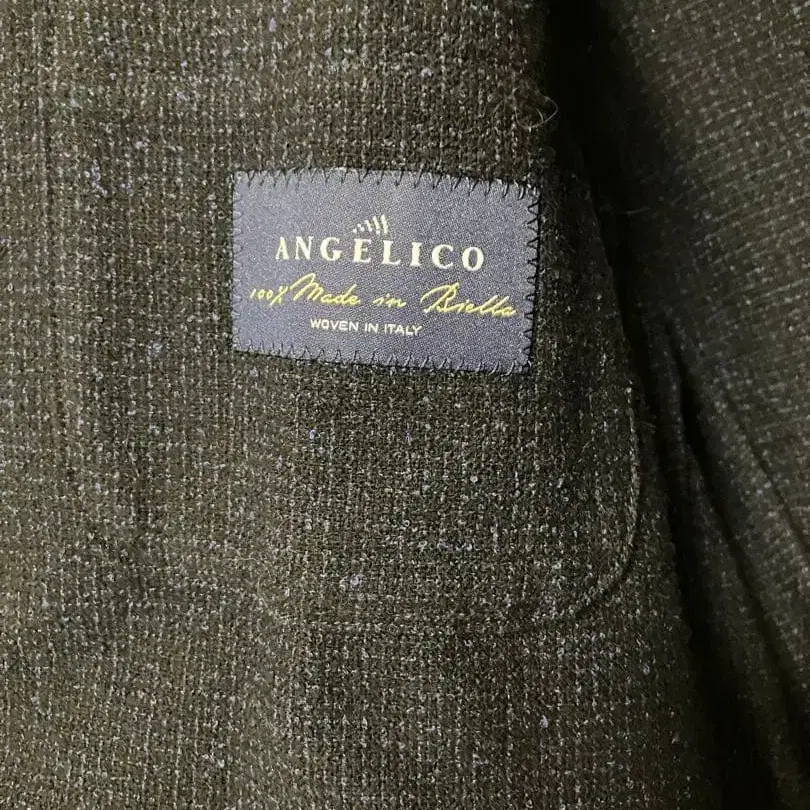 ANGELICO
100% Made in Biella
WOVEN IN ITALY